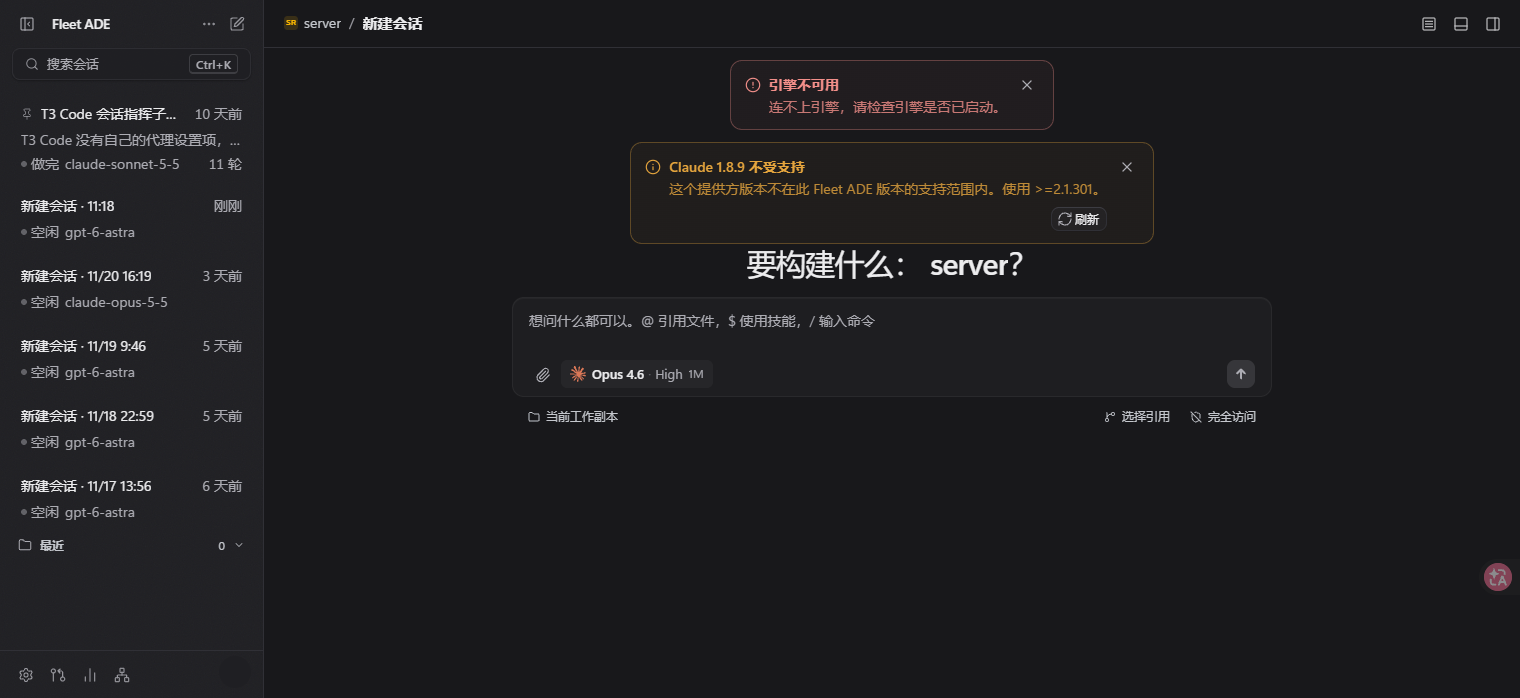 Fleet ADE
搜索会话 Ctrl+K
T3 Code 会话指挥子... 10 天前
T3 Code 没有自己的代理设置项，...
做完 claude-sonnet-5-5 11 轮
新建会话 · 11:18 刚刚
空闲 gpt-6-astra
新建会话 · 11/20 16:19 3 天前
空闲 claude-opus-5-5
新建会话 · 11/19 9:46 5 天前
空闲 gpt-6-astra
新建会话 · 11/18 22:59 5 天前
空闲 gpt-6-astra
新建会话 · 11/17 13:56 6 天前
空闲 gpt-6-astra
最近 0
SR server / 新建会话
引擎不可用
连不上引擎，请检查引擎是否已启动。
Claude 1.8.9 不受支持
这个提供方版本不在此 Fleet ADE 版本的支持范围内。使用 >=2.1.301。
刷新
要构建什么： server？
想问什么都可以。@ 引用文件，$ 使用技能，/ 输入命令
Opus 4.6 · High 1M
当前工作副本 选择引用 完全访问